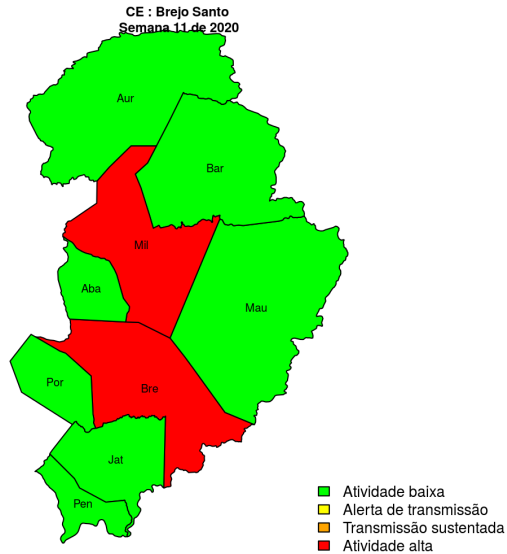 CE : Brejo Santo
Semana 11 de 2020
Aur
Bar
Mil
Aba
Mau
Por
Bre
Jat
Pen
Atividade baixa
Alerta de transmissão
Transmissão sustentada
Atividade alta